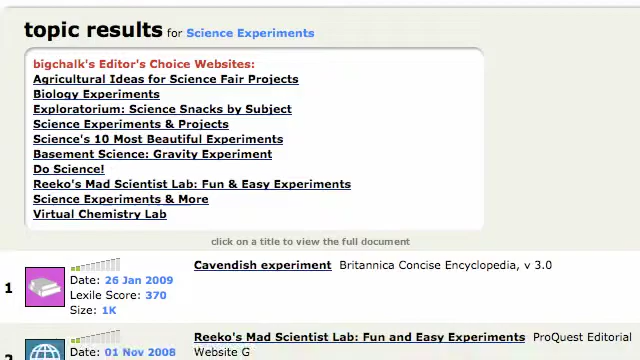 topic results for Science Experiments
bigchalk's Editor's Choice Websites:
Agricultural Ideas for Science Fair Projects
Biology Experiments
Exploratorium: Science Snacks by Subject
Science Experiments & Projects
Science's 10 Most Beautiful Experiments
Basement Science: Gravity Experiment
Do Science!
Reeko's Mad Scientist Lab: Fun & Easy Experiments
Science Experiments & More
Virtual Chemistry Lab
click on a title to view the full document
1
Cavendish experiment Britannica Concise Encyclopedia, v 3.0
Date: 26 Jan 2009
Lexile Score: 370
Size: 1K
2
Reeko's Mad Scientist Lab: Fun and Easy Experiments ProQuest Editorial
Website G
Date: 01 Nov 2008